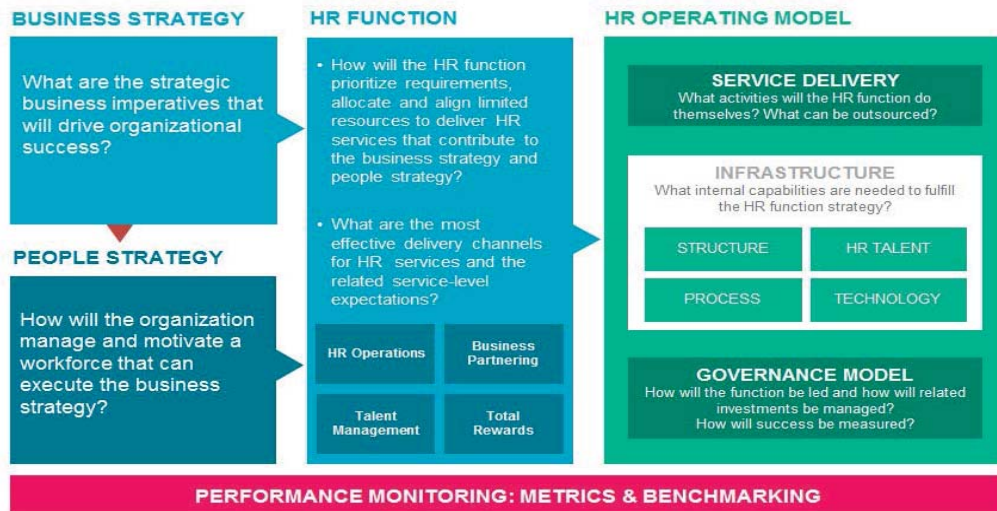 BUSINESS STRATEGY
What are the strategic
business imperatives that
will drive organizational
success?
PEOPLE STRATEGY
How will the organization
manage and motivate a
workforce that can
execute the business
strategy?
HR FUNCTION
• How will the HR function
prioritize requirements,
allocate and align limited
resources to deliver HR
services that contribute to
the business strategy and
people strategy?
• What are the most
effective delivery channels
for HR services and the
related service-level
expectations?
HR Operations
Business
Partnering
Talent
Management
Total
Rewards
HR OPERATING MODEL
SERVICE DELIVERY
What activities will the HR function do
themselves? What can be outsourced?
INFRASTRUCTURE
What internal capabilities are needed to fulfill
the HR function strategy?
STRUCTURE
HR TALENT
PROCESS
TECHNOLOGY
GOVERNANCE MODEL
How will the function be led and how will related
investments be managed?
How will success be measured?
PERFORMANCE MONITORING: METRICS & BENCHMARKING